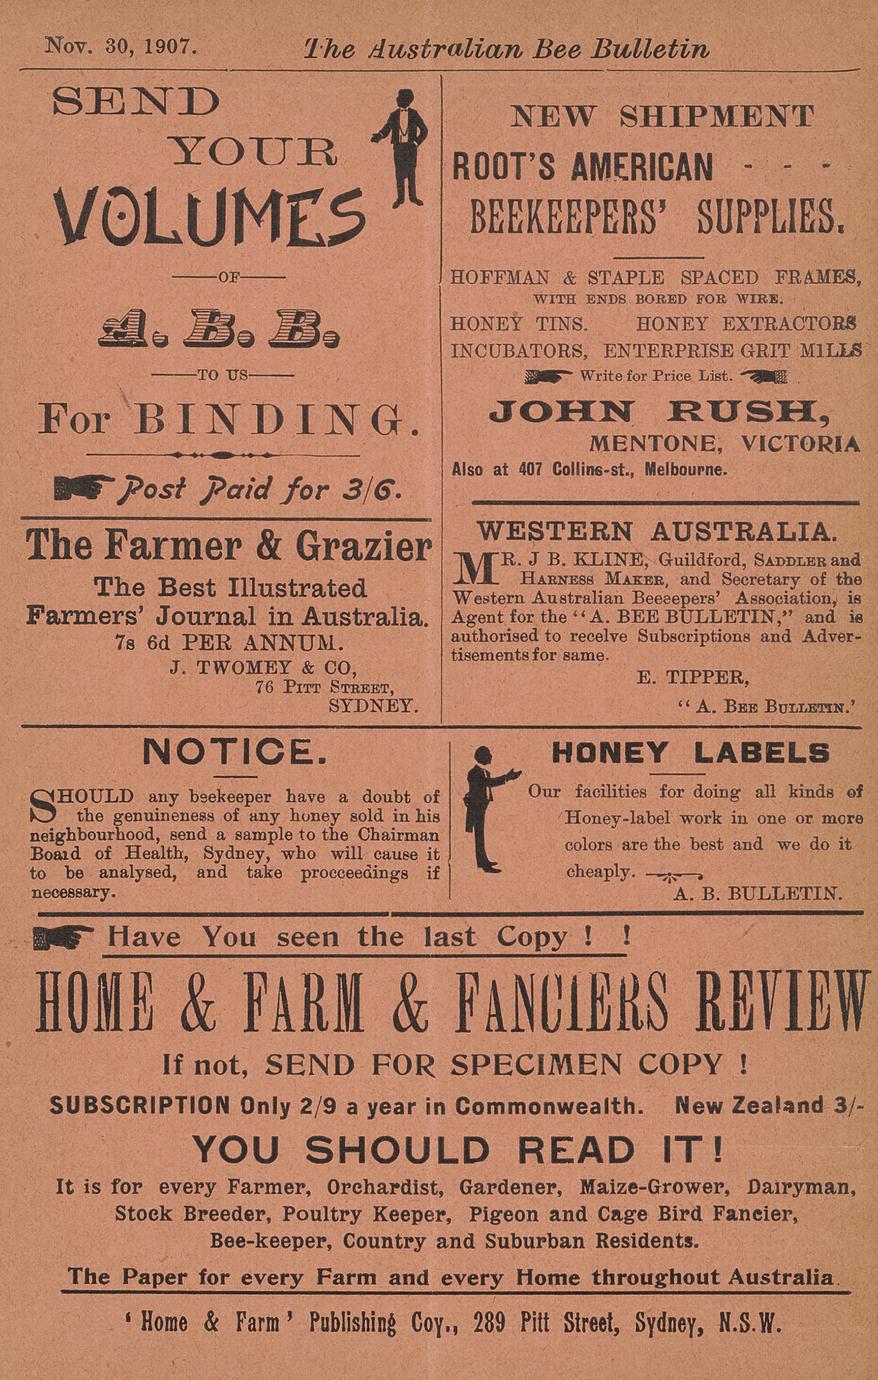 Nov. 30, 1907. The Australian Bee Bulletin
SEND
YOUR
VOLUMES
OF
A. B. B.
TO US
For BINDING.
Post Paid for 3/6.
The Farmer & Grazier
The Best Illustrated
Farmers' Journal in Australia.
7s 6d PER ANNUM.
J. TWOMEY & CO,
76 PITT STREET,
SYDNEY.
NEW SHIPMENT
ROOT'S AMERICAN - - -
BEEKEEPERS' SUPPLIES.
HOFFMAN & STAPLE SPACED FRAMES,
WITH ENDS BORED FOR WIRE.
HONEY TINS. HONEY EXTRACTORS
INCUBATORS, ENTERPRISE GRIT M1LLS
Write for Price List.
JOHN RUSH,
MENTONE, VICTORIA
Also at 407 Collins-st., Melbourne.
WESTERN AUSTRALIA.
MR. J B. KLINE, Guildford, SADDLER and
HARNESS MAKER, and Secretary of the
Western Australian Beeeepers' Association, is
Agent for the "A. BEE BULLETIN," and is
authorised to receive Subscriptions and Adver-
tisements for same.
E. TIPPER,
"A. BEE BULLETIN.'
NOTICE.
SHOULD any beekeeper have a doubt of
the genuineness of any honey sold in his
neighbourhood, send a sample to the Chairman
Board of Health, Sydney, who will cause it
to be analysed, and take procceedings if
necessary.
HONEY LABELS
Our facilities for doing all kinds of
Honey-label work in one or more
colors are the best and we do it
cheaply.
A. B. BULLETIN.
Have You seen the last Copy ! !
HOME & FARM & FANCIERS REVIEW
If not, SEND FOR SPECIMEN COPY !
SUBSCRIPTION Only 2/9 a year in Commonwealth. New Zealand 3/-
YOU SHOULD READ IT!
It is for every Farmer, Orchardist, Gardener, Maize-Grower, Dairyman,
Stock Breeder, Poultry Keeper, Pigeon and Cage Bird Fancier,
Bee-keeper, Country and Suburban Residents.
The Paper for every Farm and every Home throughout Australia.
'Home & Farm' Publishing Coy., 289 Pitt Street, Sydney, N.S.W.